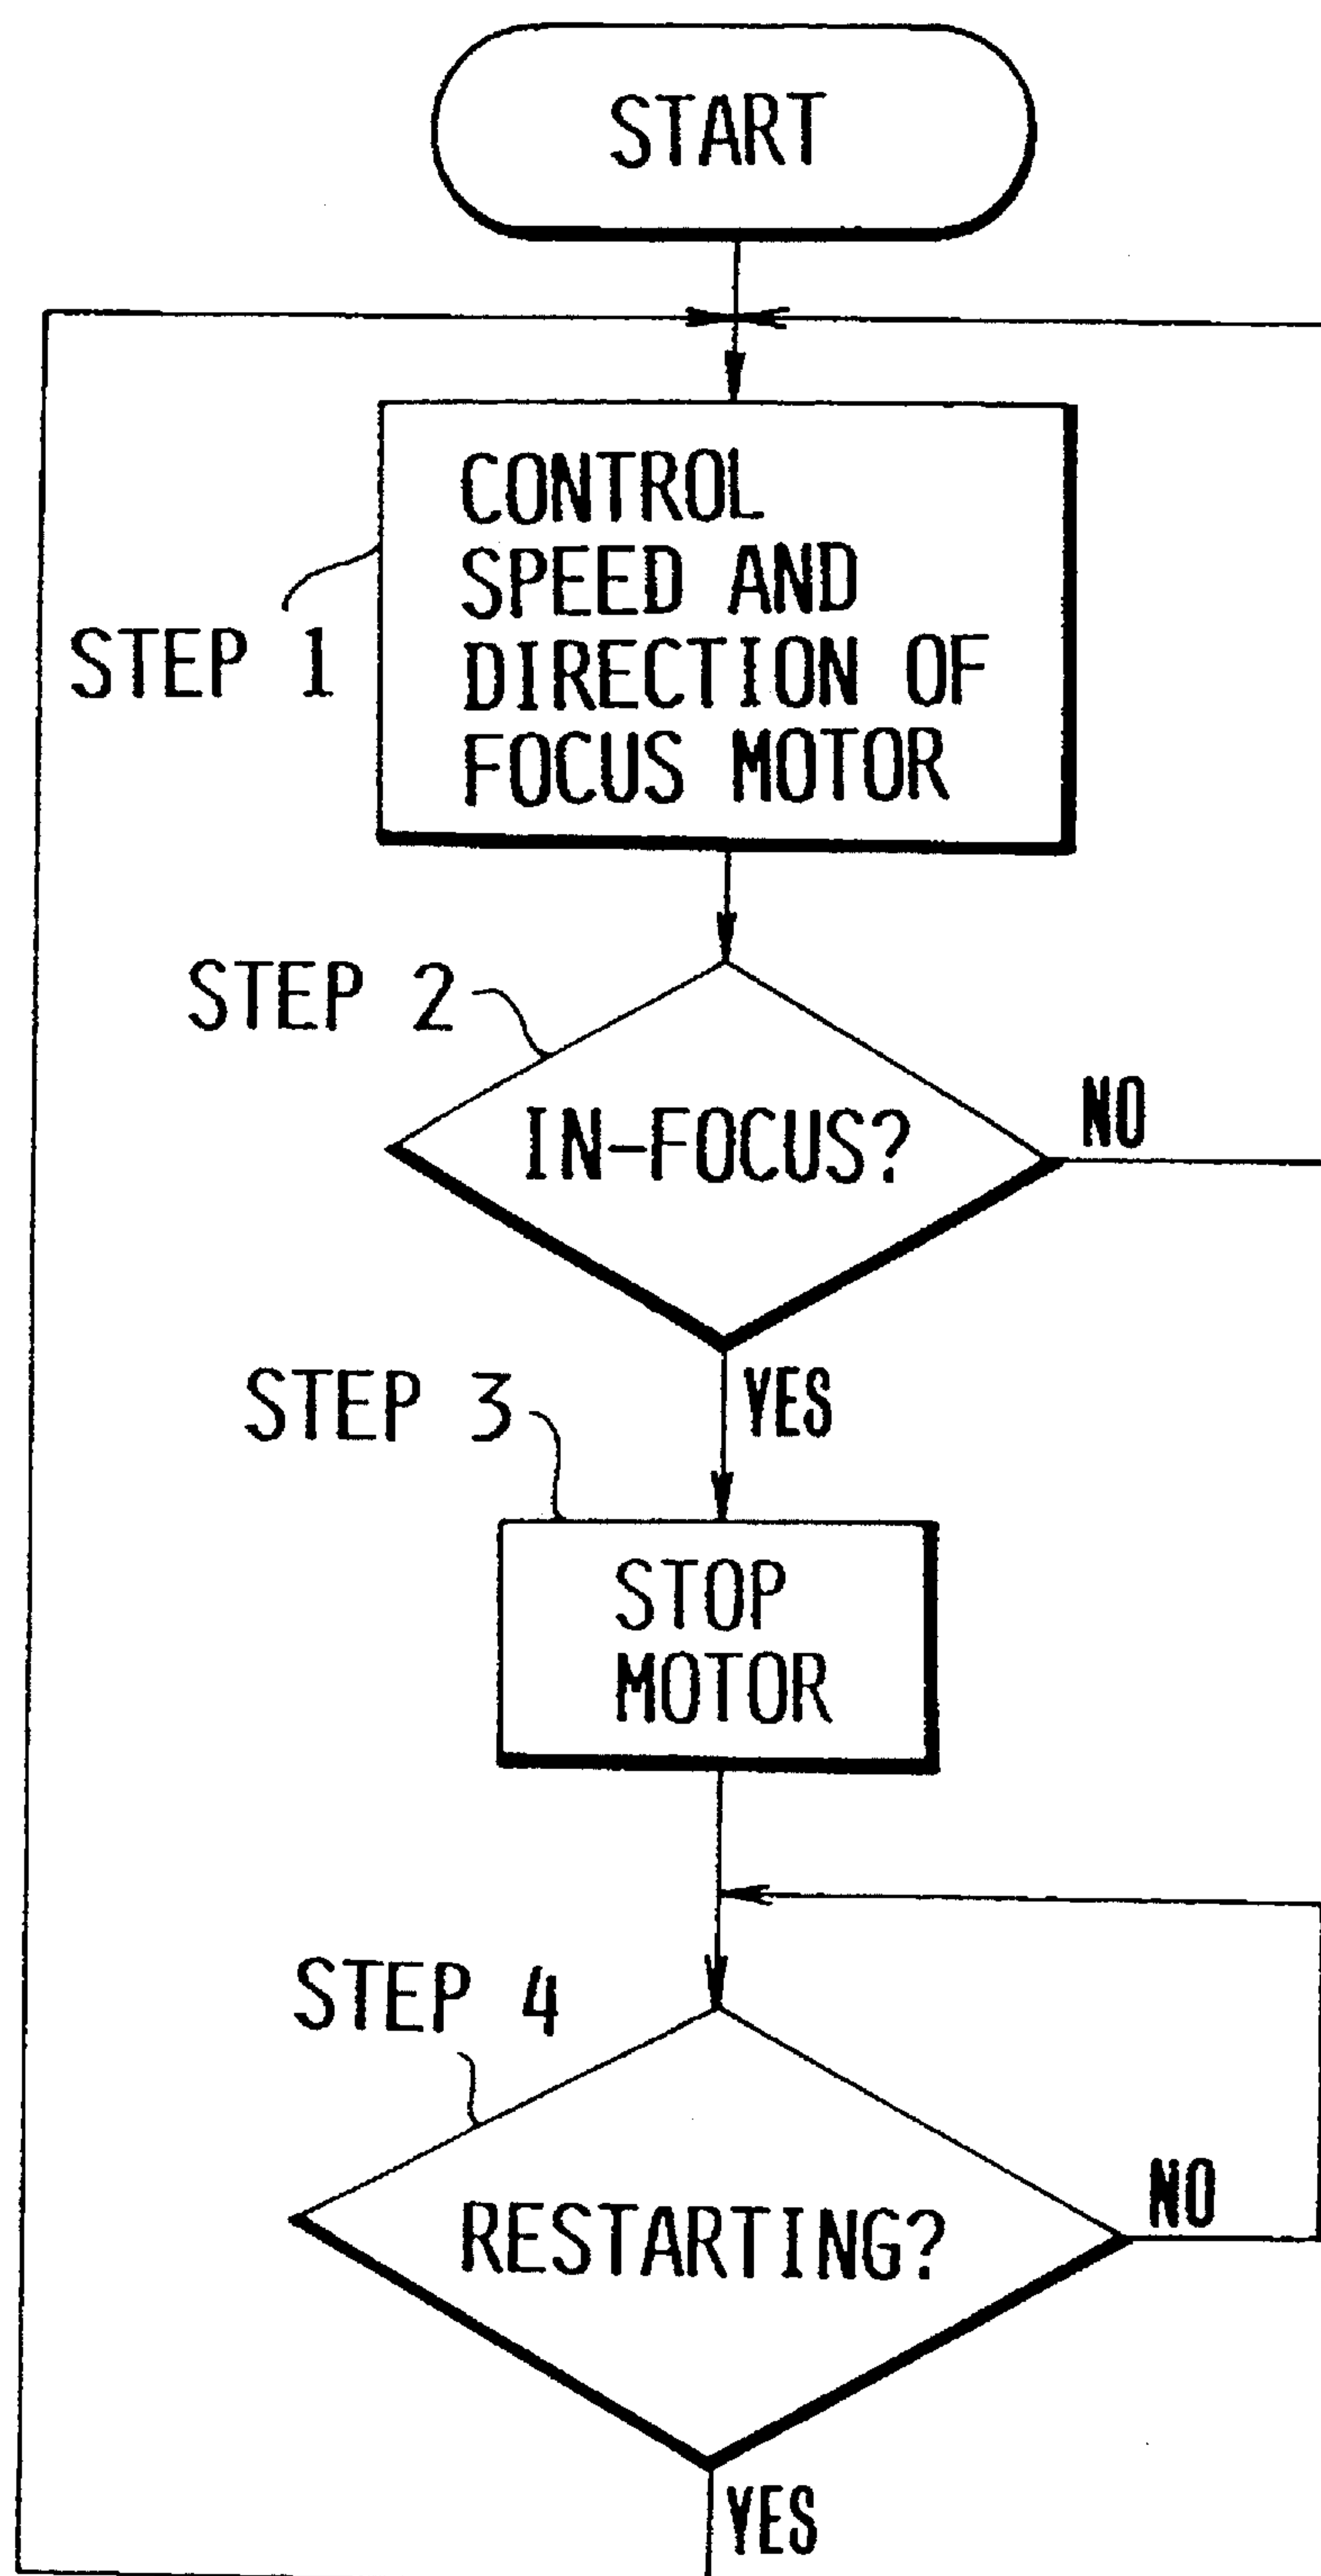 START
CONTROL
SPEED AND
DIRECTION OF
FOCUS MOTOR
STEP 1
STEP 2
IN-FOCUS?
NO
YES
STEP 3
STOP
MOTOR
STEP 4
RESTARTING?
NO
YES